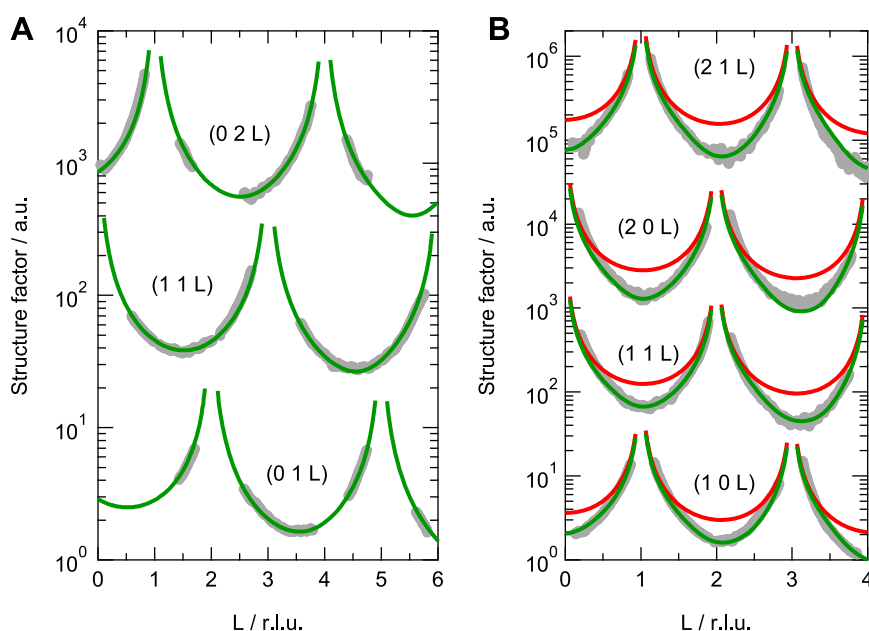 A
B
Structure factor / a.u.
10^4
10^3
10^2
10^1
10^0
(0 2 L)
(1 1 L)
(0 1 L)
0 1 2 3 4 5 6
L / r.l.u.
Structure factor / a.u.
10^6
10^5
10^4
10^3
10^2
10^1
10^0
(2 1 L)
(2 0 L)
(1 1 L)
(1 0 L)
0 1 2 3 4
L / r.l.u.